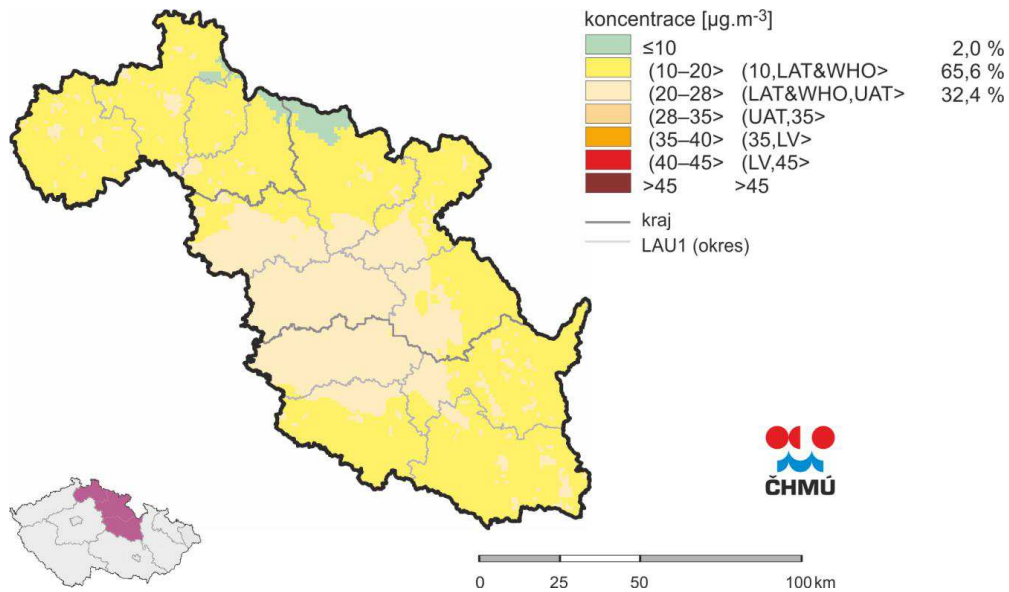 koncentrace [µg.m-3]
≤10 2,0 %
(10–20> (10,LAT&WHO> 65,6 %
(20–28> (LAT&WHO,UAT> 32,4 %
(28–35> (UAT,35>
(35–40> (35,LV>
(40–45> (LV,45>
>45 >45
kraj
LAU1 (okres)
ČHMÚ
0 25 50 100 km